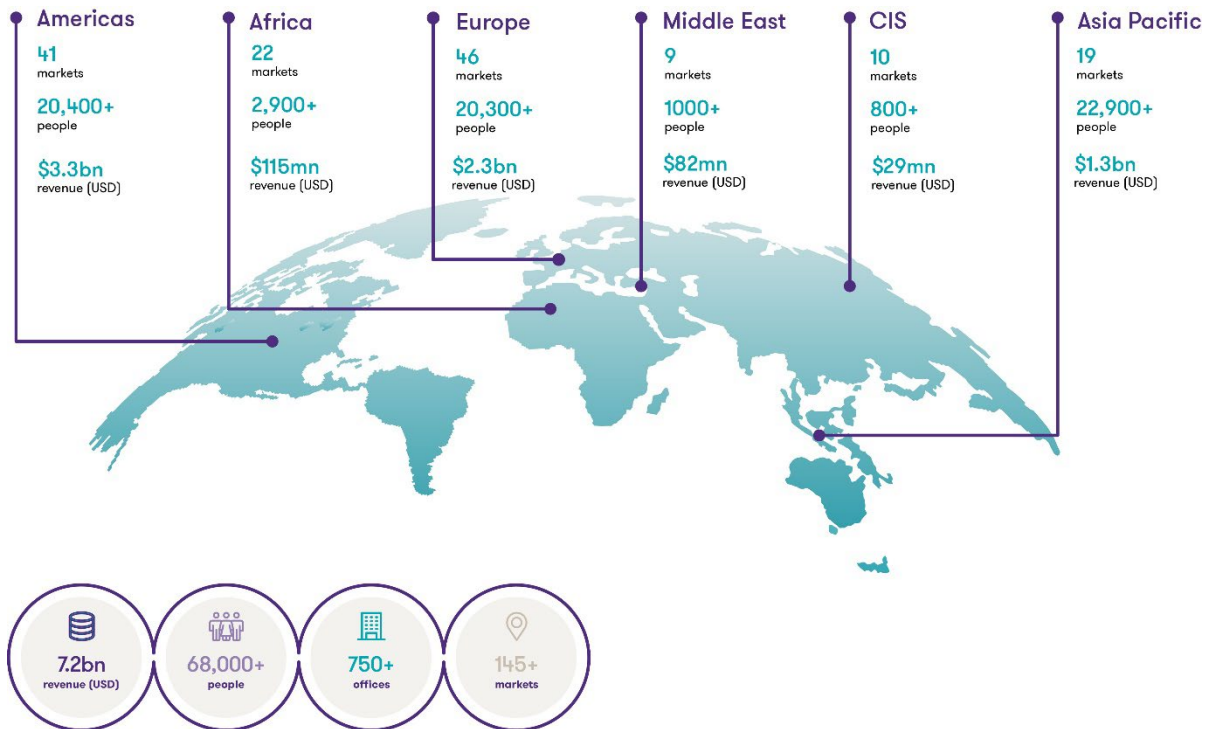 Americas
41
markets
20,400+
people
$3.3bn
revenue (USD)
Africa
22
markets
2,900+
people
$115mn
revenue (USD)
Europe
46
markets
20,300+
people
$2.3bn
revenue (USD)
Middle East
9
markets
1000+
people
$82mn
revenue (USD)
CIS
10
markets
800+
people
$29mn
revenue (USD)
Asia Pacific
19
markets
22,900+
people
$1.3bn
revenue (USD)
7.2bn
revenue (USD)
68,000+
people
750+
offices
145+
markets